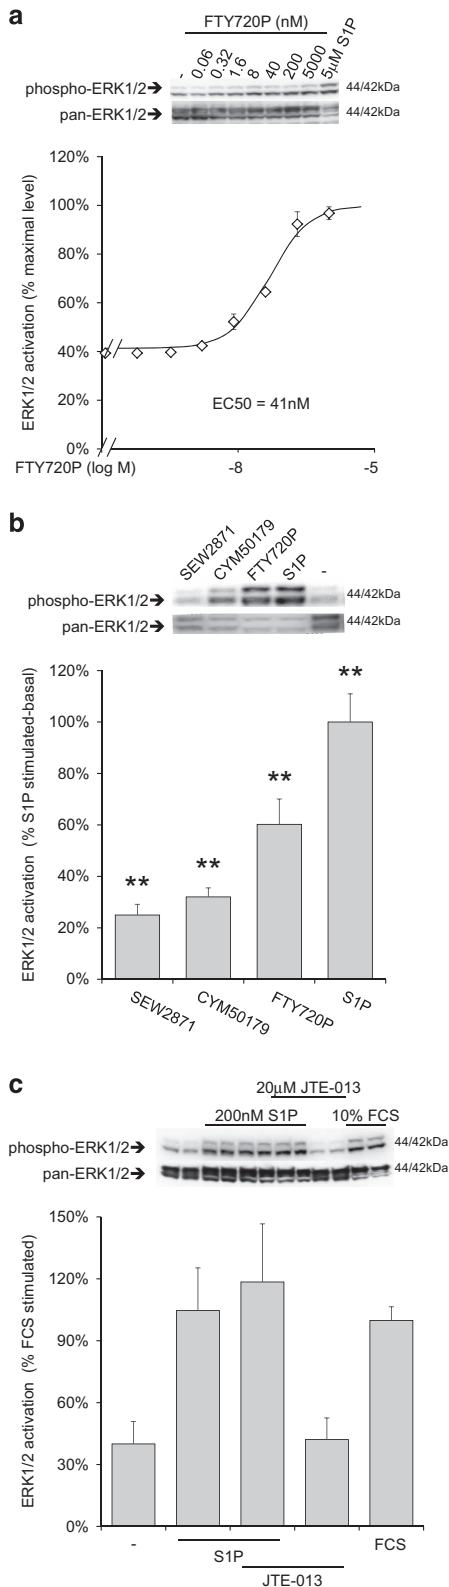 a
FTY720P (nM)
- 0.06 0.32 1.6 8 40 200 5000 5μM S1P
phospho-ERK1/2➔ 44/42kDa
pan-ERK1/2➔ 44/42kDa
ERK1/2 activation (% maximal level)
120%
100%
80%
60%
40%
20%
0%
EC50 = 41nM
FTY720P (log M) -8 -5
b
SEW2871 CYM50179 FTY720P S1P -
phospho-ERK1/2➔ 44/42kDa
pan-ERK1/2➔ 44/42kDa
ERK1/2 activation (% S1P stimulated-basal)
120%
100%
80%
60%
40%
20%
0%
** ** ** **
SEW2871 CYM50179 FTY720P S1P
c
20μM JTE-013
200nM S1P 10% FCS
phospho-ERK1/2➔ 44/42kDa
pan-ERK1/2➔ 44/42kDa
ERK1/2 activation (% FCS stimulated)
150%
120%
90%
60%
30%
0%
- S1P FCS
JTE-013